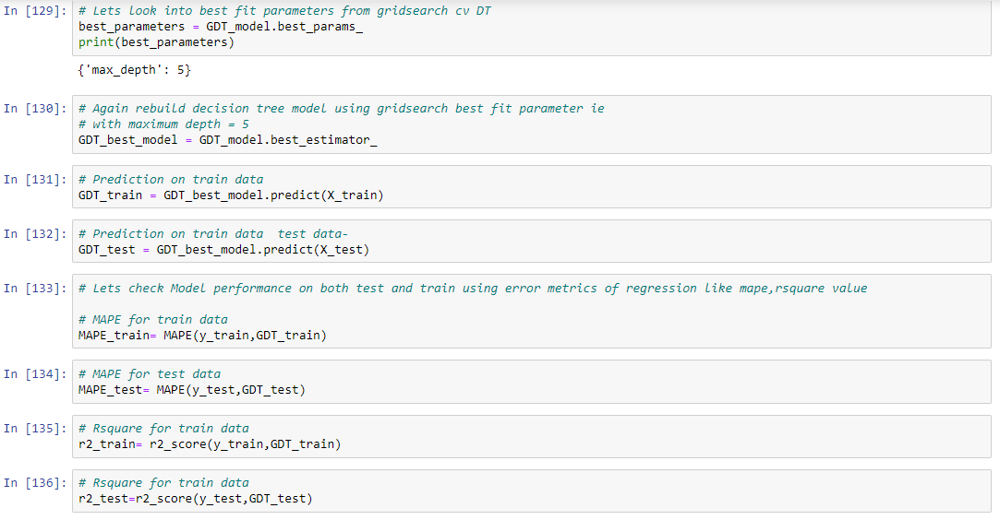 In [129]: # Lets look into best fit parameters from gridsearch cv DT
best_parameters = GDT_model.best_params_
print(best_parameters)
{'max_depth': 5}
In [130]: # Again rebuild decision tree model using gridsearch best fit parameter ie
# with maximum depth = 5
GDT_best_model = GDT_model.best_estimator_
In [131]: # Prediction on train data
GDT_train = GDT_best_model.predict(X_train)
In [132]: # Prediction on train data  test data-
GDT_test = GDT_best_model.predict(X_test)
In [133]: # Lets check Model performance on both test and train using error metrics of regression like mape,rsquare value
# MAPE for train data
MAPE_train= MAPE(y_train,GDT_train)
In [134]: # MAPE for test data
MAPE_test= MAPE(y_test,GDT_test)
In [135]: # Rsquare for train data
r2_train= r2_score(y_train,GDT_train)
In [136]: # Rsquare for train data
r2_test=r2_score(y_test,GDT_test)